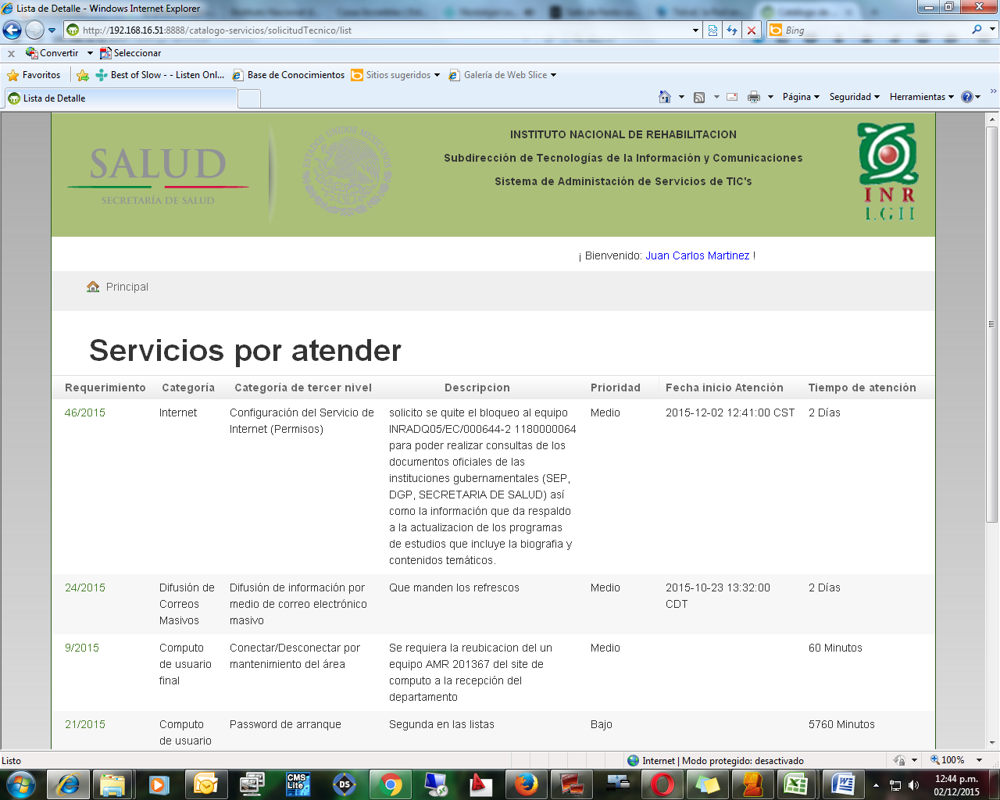 Lista de Detalle - Windows Internet Explorer
http://192.168.16.51:8888/catalogo-servicios/solicitudTecnico/list
Bing
x Convertir Seleccionar
Favoritos Best of Slow - - Listen Onl... Base de Conocimientos Sitios sugeridos Galería de Web Slice
Lista de Detalle
Página Seguridad Herramientas
SALUD
SECRETARÍA DE SALUD
ESTADOS UNIDOS MEXICANOS
INSTITUTO NACIONAL DE REHABILITACION
Subdirección de Tecnologías de la Información y Comunicaciones
Sistema de Administación de Servicios de TIC's
INR
LGII
¡ Bienvenido: Juan Carlos Martinez !
Principal
Servicios por atender
Requerimiento Categoría Categoría de tercer nivel Descripcion Prioridad Fecha inicio Atención Tiempo de atención
46/2015 Internet Configuración del Servicio de solicito se quite el bloqueo al equipo Medio 2015-12-02 12:41:00 CST 2 Días
Internet (Permisos) INRADQ05/EC/000644-2 1180000064
para poder realizar consultas de los
documentos oficiales de las
instituciones gubernamentales (SEP,
DGP, SECRETARIA DE SALUD) así
como la información que da respaldo
a la actualizacion de los programas
de estudios que incluye la biografia y
contenidos temáticos.
24/2015 Difusión de Difusión de información por Que manden los refrescos Medio 2015-10-23 13:32:00 2 Días
Correos medio de correo electrónico CDT
Masivos masivo
9/2015 Computo Conectar/Desconectar por Se requiera la reubicacion del un Medio 60 Minutos
de usuario mantenimiento del área equipo AMR 201367 del site de
final computo a la recepción del
departamento
21/2015 Computo Password de arranque Segunda en las listas Bajo 5760 Minutos
de usuario
Listo Internet | Modo protegido: desactivado 100%
CMS Lite DS
12:44 p.m.
02/12/2015